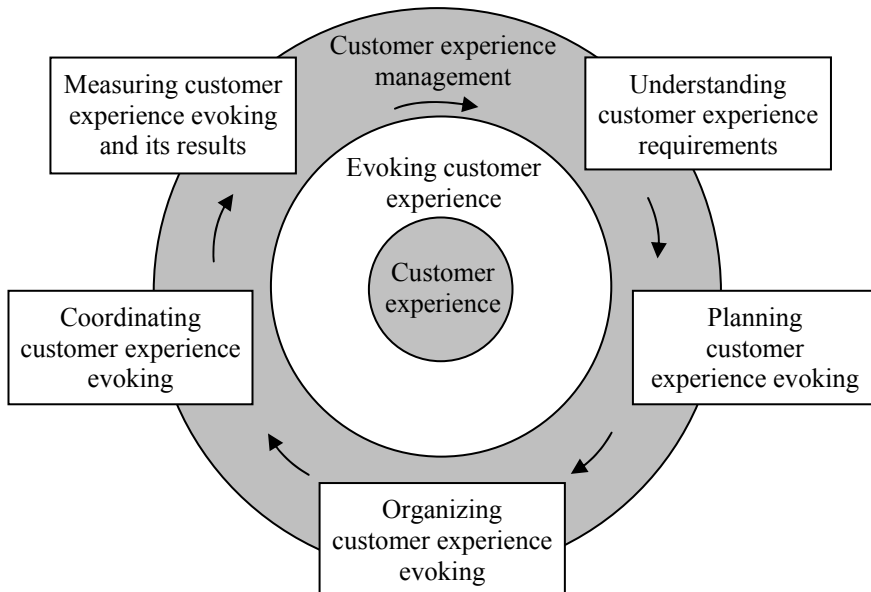 Customer experience
management
Measuring customer
experience evoking
and its results
Understanding
customer experience
requirements
Evoking customer
experience
Customer
experience
Coordinating
customer experience
evoking
Planning
customer
experience evoking
Organizing
customer experience
evoking